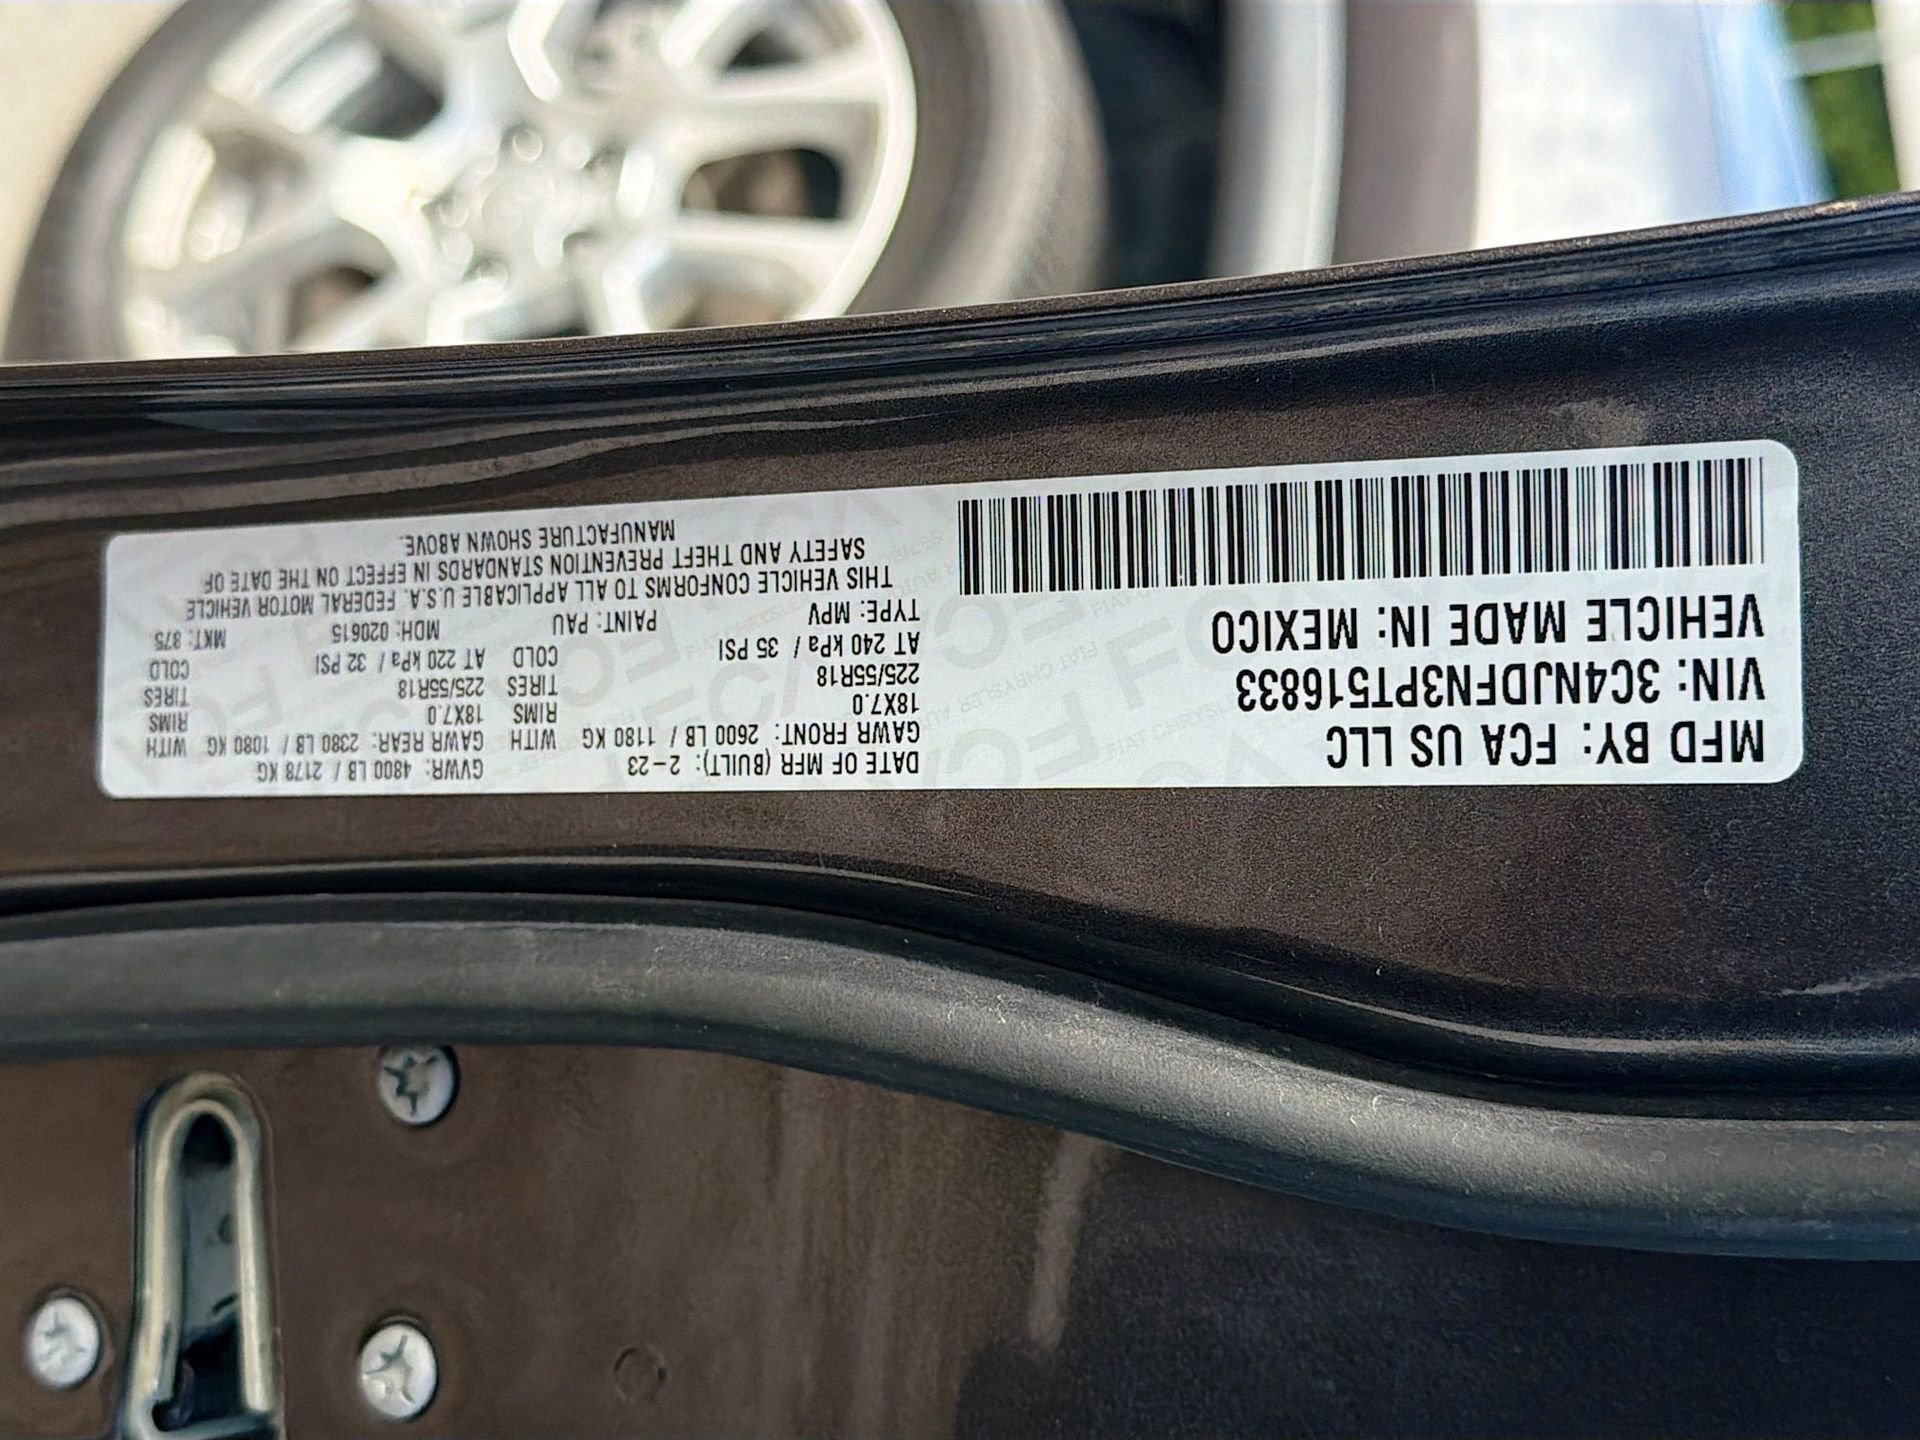 MFD BY: FCA US LLC
VIN: 3C4NJDFN3PT516833
VEHICLE MADE IN: MEXICO
DATE OF MFR (BUILT): 2-23 GVWR: 4800 LB / 2178 KG
GAWR FRONT: 2600 LB / 1180 KG WITH GAWR REAR: 2380 LB / 1080 KG WITH
18X7.0 RIMS 18X7.0 RIMS
225/55R18 TIRES 225/55R18 TIRES
AT 240 kPa / 35 PSI COLD AT 220 kPa / 32 PSI COLD
TYPE: MPV PAINT: PAU MDH: 020615 MKT: 875
THIS VEHICLE CONFORMS TO ALL APPLICABLE U.S.A. FEDERAL MOTOR VEHICLE
SAFETY AND THEFT PREVENTION STANDARDS IN EFFECT ON THE DATE OF
MANUFACTURE SHOWN ABOVE.